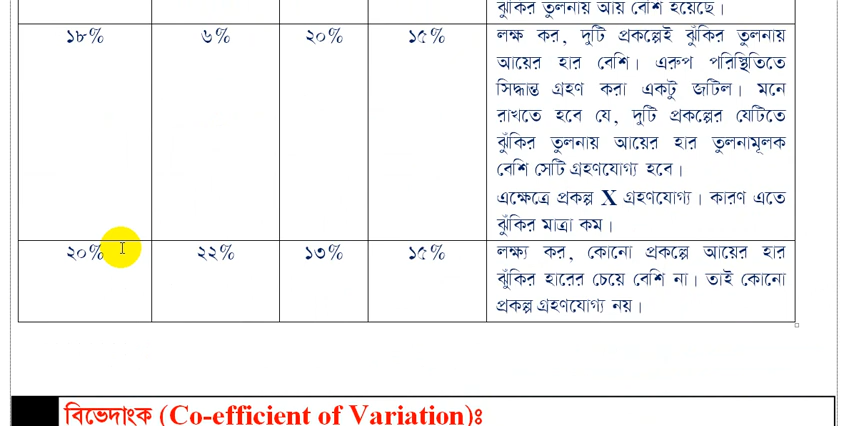 ঝুঁকির তুলনায় আয় বেশি হয়েছে।
১৮% ৬% ২০% ১৫% লক্ষ কর, দুটি প্রকল্পেই ঝুঁকির তুলনায়
আয়ের হার বেশি। এরুপ পরিস্থিতিতে
সিদ্ধান্ত গ্রহণ করা একটু জটিল। মনে
রাখতে হবে যে, দুটি প্রকল্পের যেটিতে
ঝুঁকির তুলনায় আয়ের হার তুলনামূলক
বেশি সেটি গ্রহণযোগ্য হবে।
এক্ষেত্রে প্রকল্প X গ্রহণযোগ্য। কারণ এতে
ঝুঁকির মাত্রা কম।
২০% ২২% ১৩% ১৫% লক্ষ্য কর, কোনো প্রকল্পে আয়ের হার
ঝুঁকির হারের চেয়ে বেশি না। তাই কোনো
প্রকল্প গ্রহণযোগ্য নয়।
বিভেদাংক (Co-efficient of Variation)ঃ